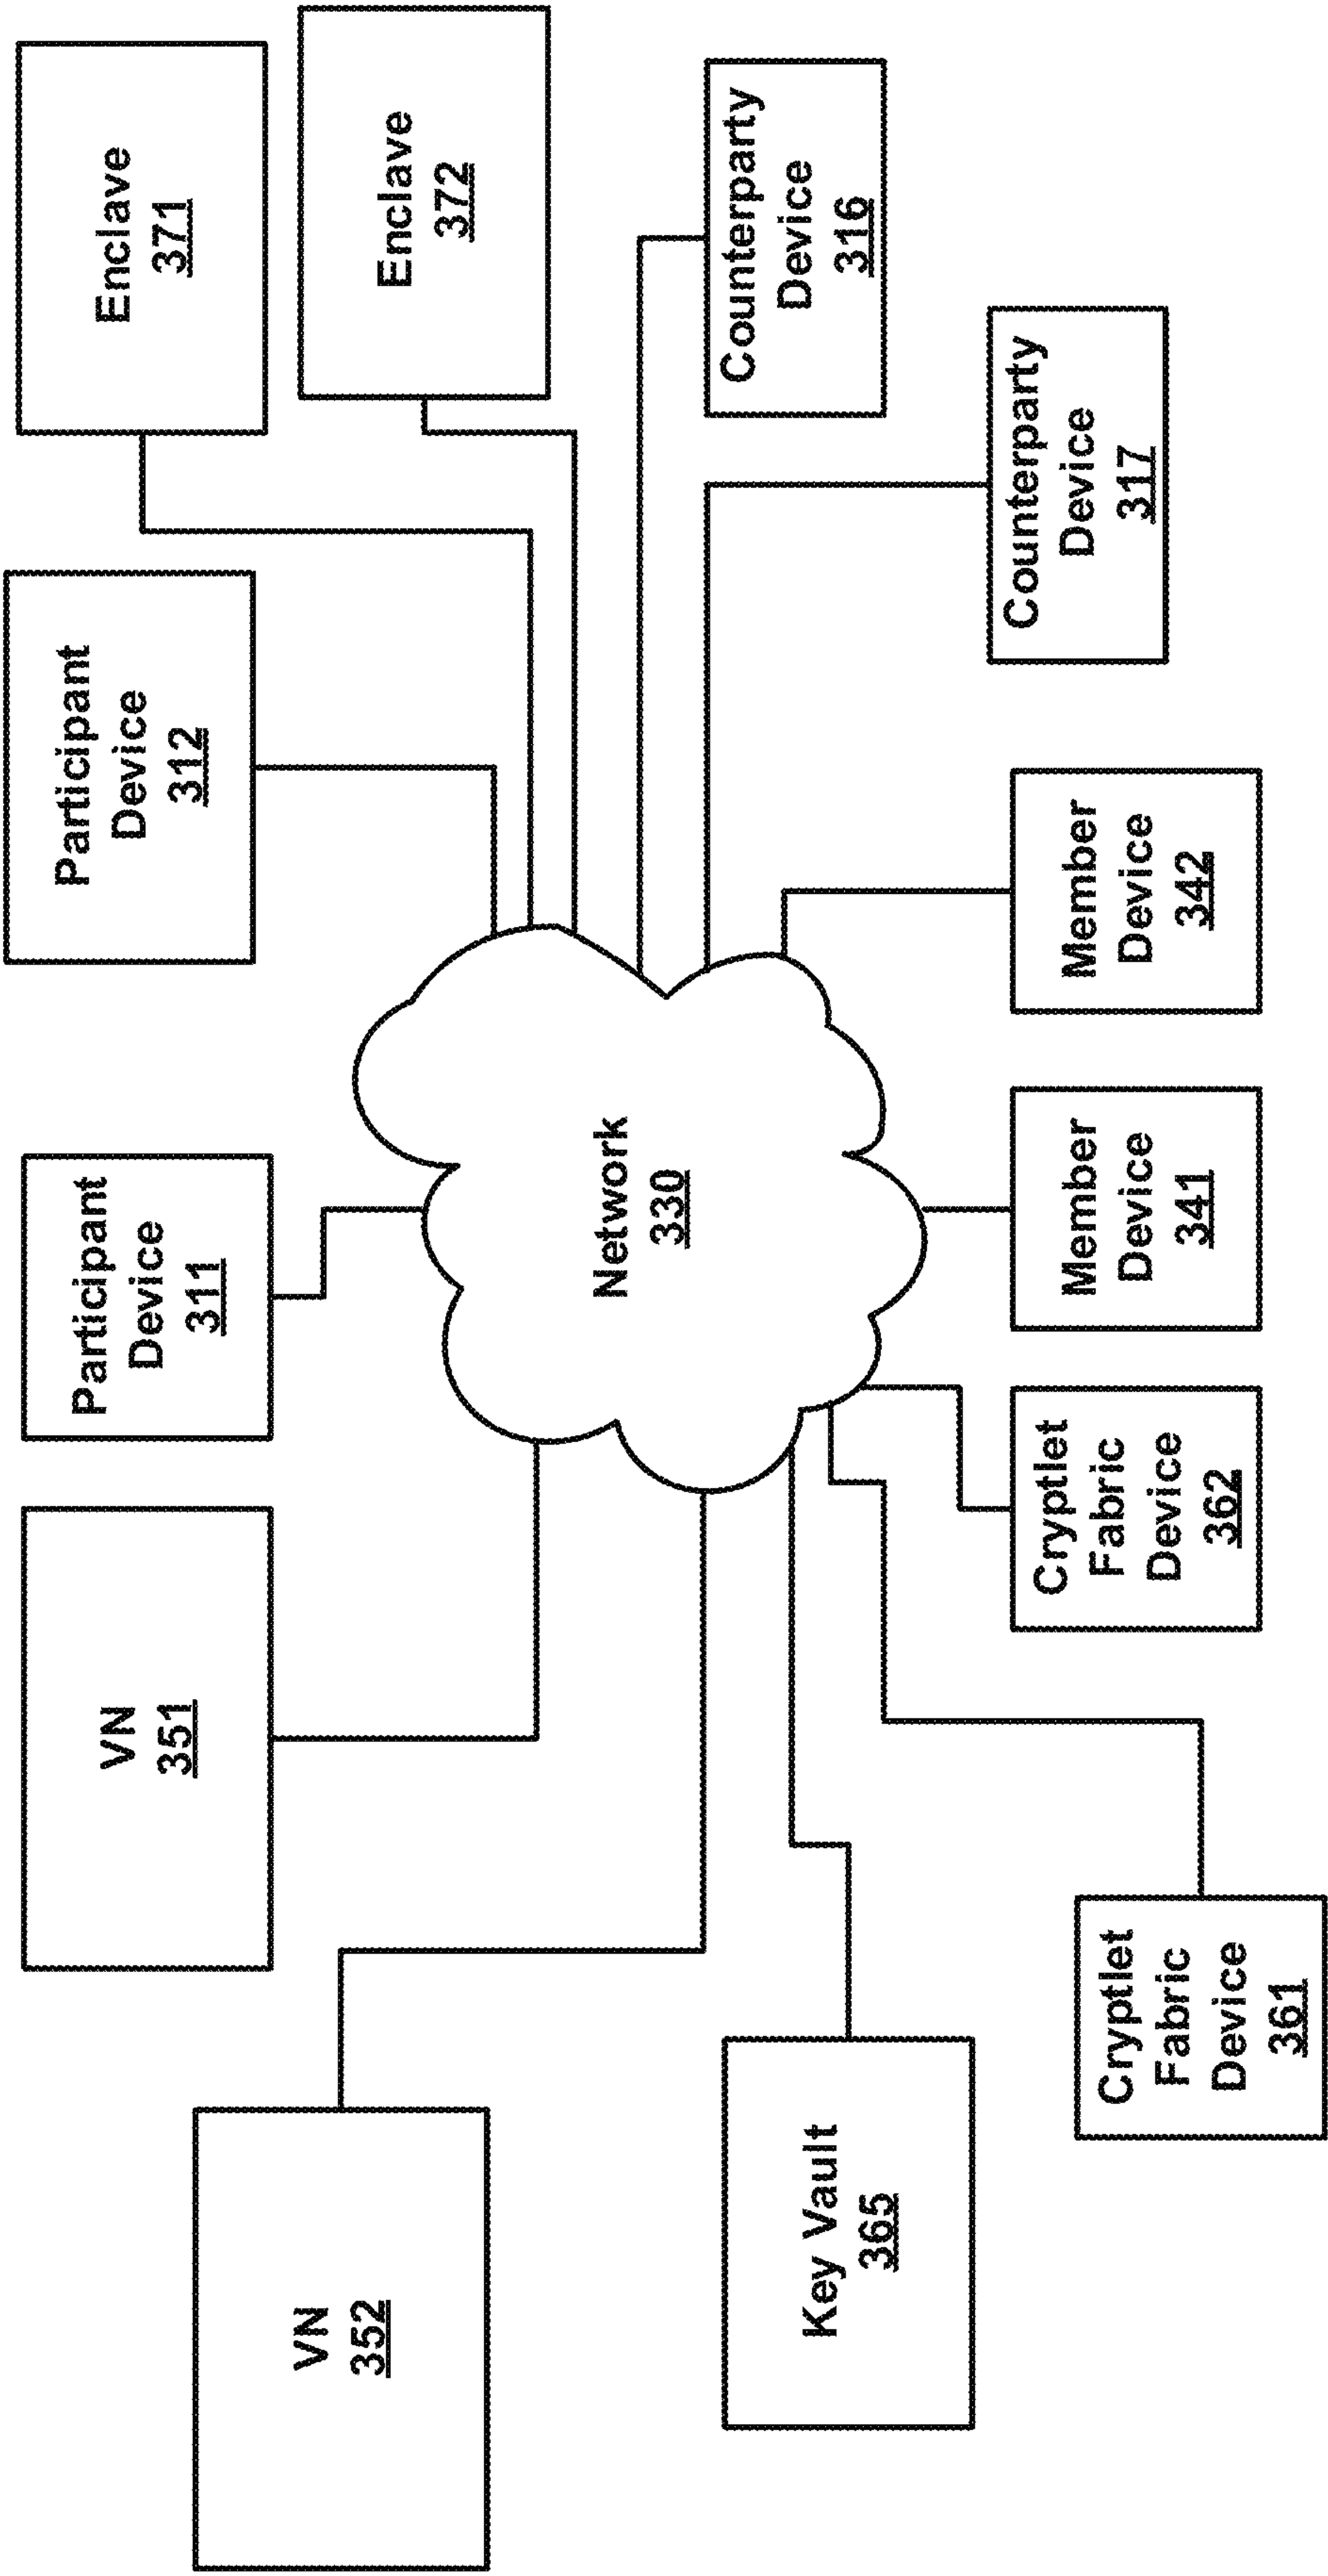 VN
352
VN
351
Participant
Device
311
Participant
Device
312
Enclave
371
Enclave
372
Network
330
Key Vault
365
Cryptlet
Fabric
Device
361
Cryptlet
Fabric
Device
362
Member
Device
341
Member
Device
342
Counterparty
Device
317
Counterparty
Device
316